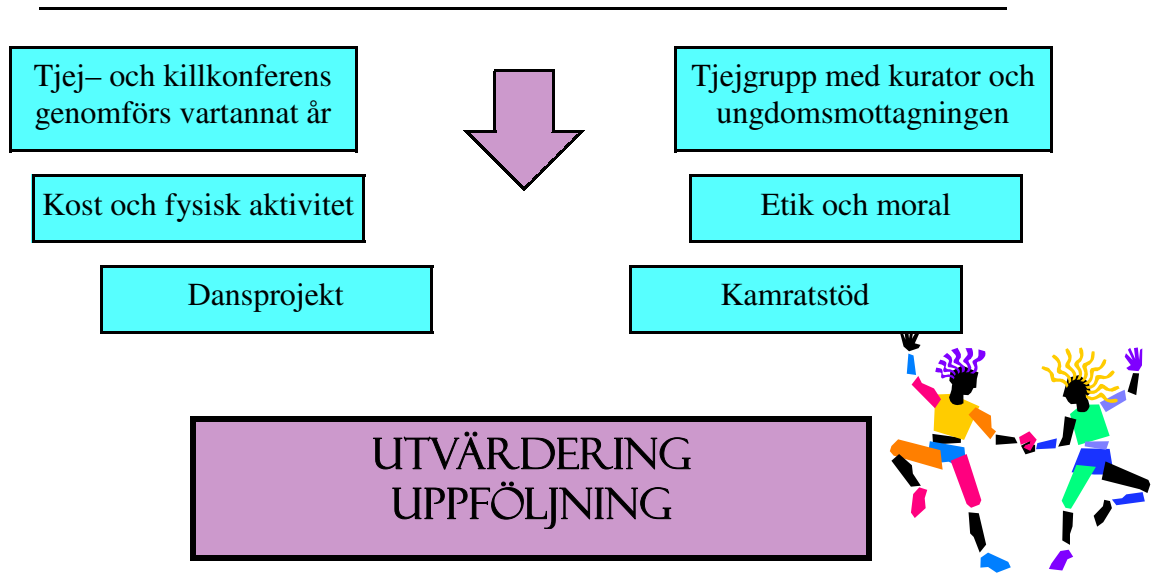 Tjej– och killkonferens
genomförs vartannat år
Tjejgrupp med kurator och
ungdomsmottagningen
Kost och fysisk aktivitet
Etik och moral
Dansprojekt
Kamratstöd
UTVÄRDERING
UPPFÖLJNING